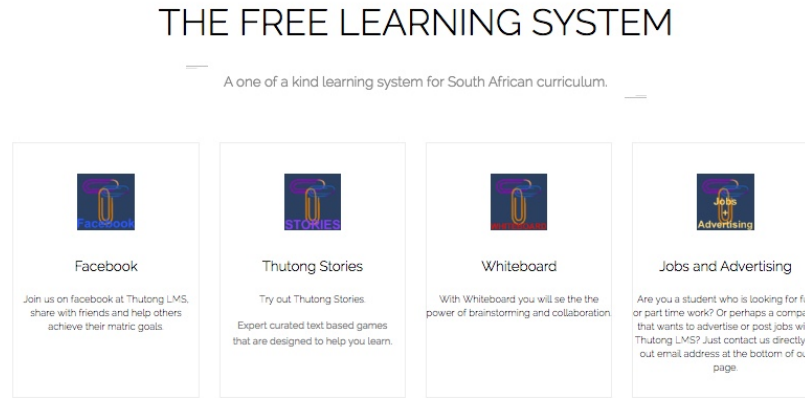 THE FREE LEARNING SYSTEM
A one of a kind learning system for South African curriculum.
Facebook
Facebook
Join us on facebook at Thutong LMS,
share with friends and help others
achieve their matric goals.
STORIES
Thutong Stories
Try out Thutong Stories.
Expert curated text based games
that are designed to help you learn.
Whiteboard
With Whiteboard you will se the the
power of brainstorming and collaboration.
Jobs
+
Advertising
Jobs and Advertising
Are you a student who is looking for
or part time work? Or perhaps a
that wants to advertise or post jobs
Thutong LMS? Just contact us directly
out email address at the bottom of
page.